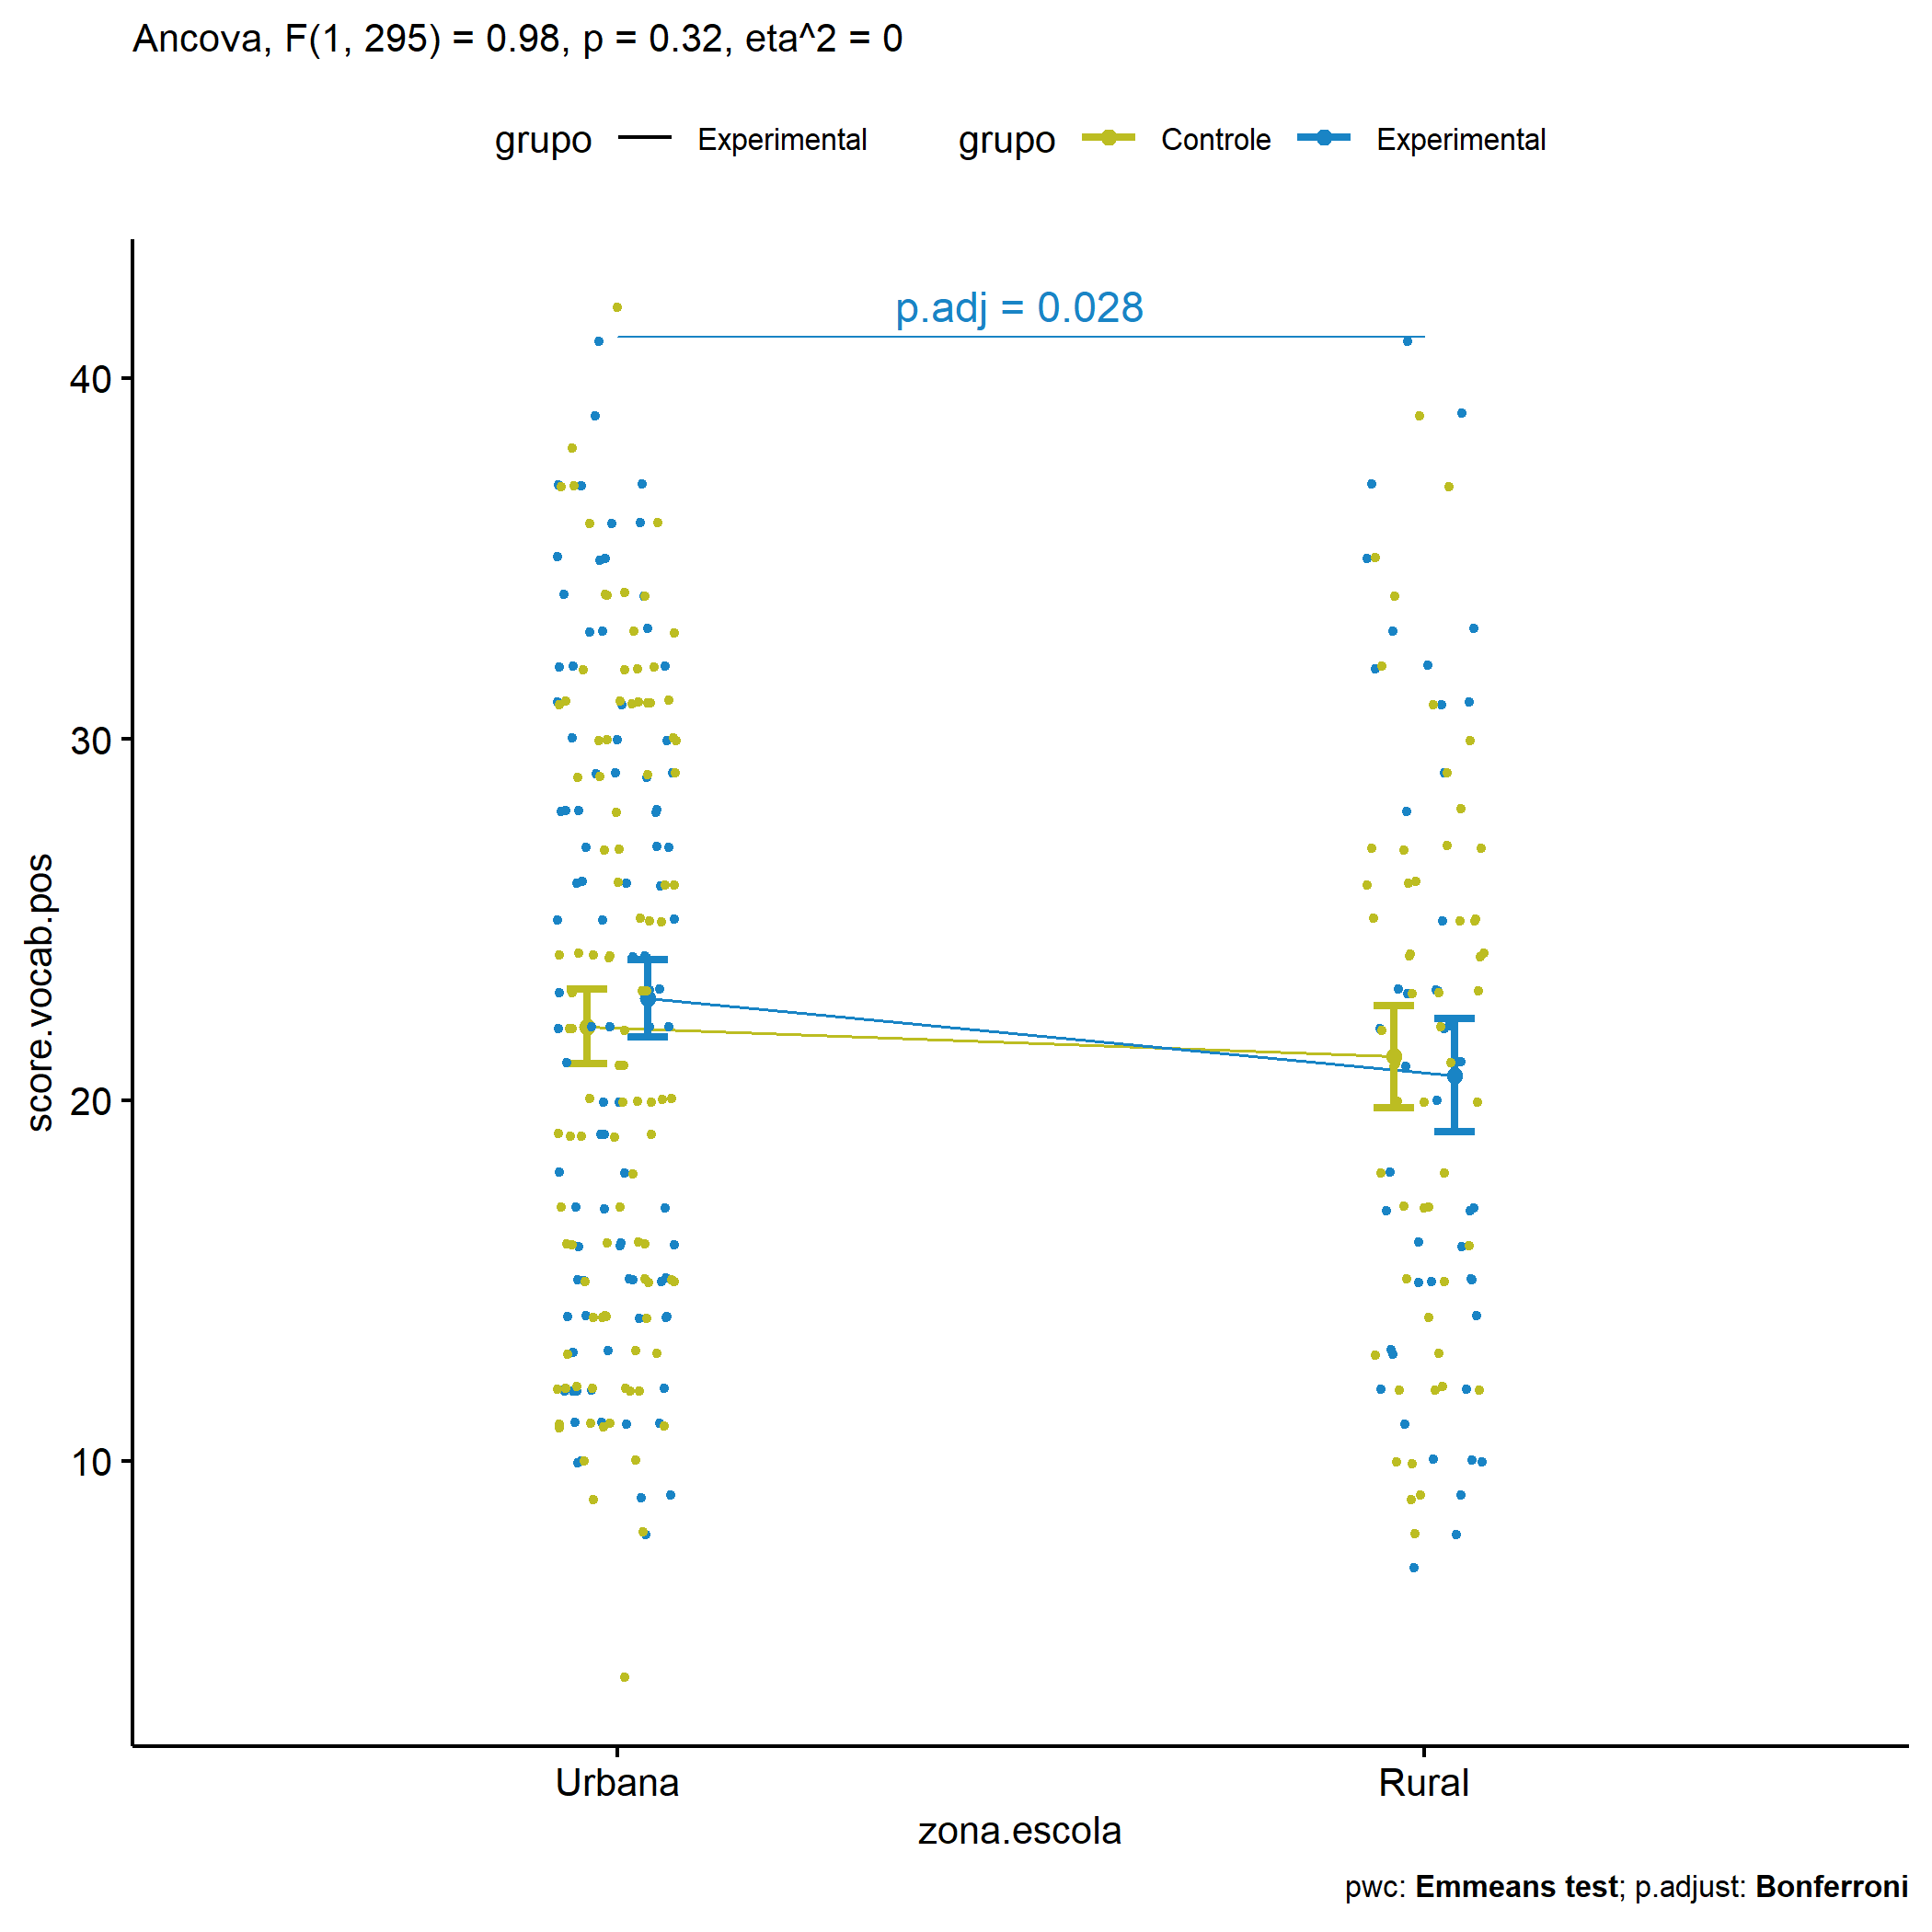 Ancova, F(1, 295) = 0.98, p = 0.32, eta^2 = 0
grupo Experimental grupo Controle Experimental
p.adj = 0.028
40
30
20
10
score.vocab.pos
Urbana Rural
zona.escola
pwc: Emmeans test; p.adjust: Bonferroni